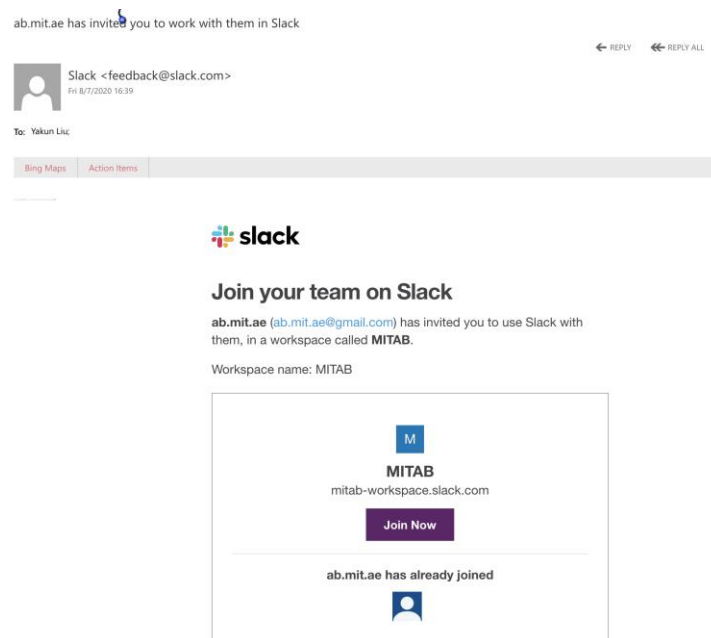 ab.mit.ae has invited you to work with them in Slack
REPLY REPLY ALL
Slack <feedback@slack.com>
Fri 8/7/2020 16:39
To: Yakun Liu;
Bing Maps Action Items
slack
Join your team on Slack
ab.mit.ae (ab.mit.ae@gmail.com) has invited you to use Slack with
them, in a workspace called MITAB.
Workspace name: MITAB
M
MITAB
mitab-workspace.slack.com
Join Now
ab.mit.ae has already joined